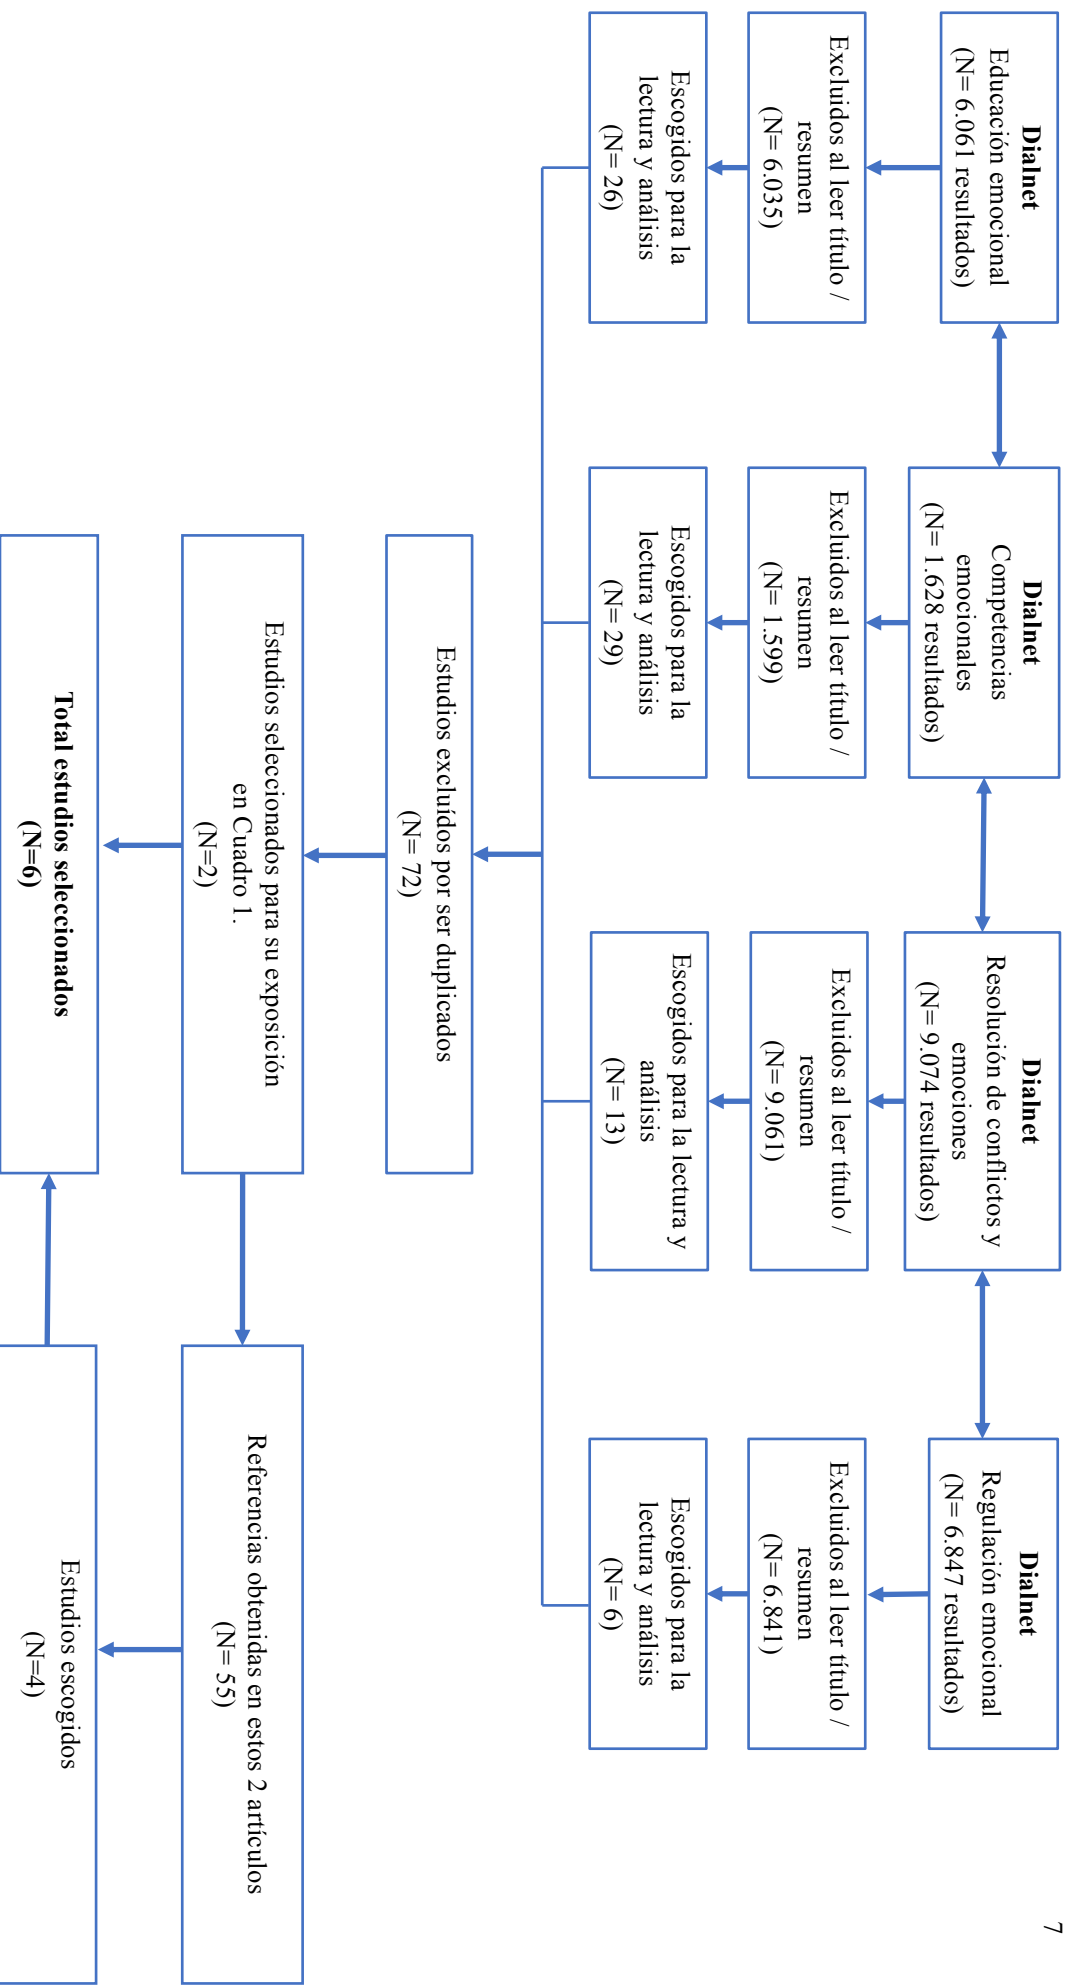 7
Dialnet
Educación emocional
(N= 6.061 resultados)
Dialnet
Competencias
emocionales
(N= 1.628 resultados)
Dialnet
Resolución de conflictos y
emociones
(N= 9.074 resultados)
Dialnet
Regulación emocional
(N= 6.847 resultados)
Excluidos al leer título /
resumen
(N= 6.035)
Excluidos al leer título /
resumen
(N= 1.599)
Excluidos al leer título /
resumen
(N= 9.061)
Excluidos al leer título /
resumen
(N= 6.841)
Escogidos para la
lectura y análisis
(N= 26)
Escogidos para la
lectura y análisis
(N= 29)
Escogidos para la lectura y
análisis
(N= 13)
Escogidos para la
lectura y análisis
(N= 6)
Estudios excluídos por ser duplicados
(N= 72)
Estudios seleccionados para su exposición
en Cuadro 1.
(N=2)
Referencias obtenidas en estos 2 artículos
(N= 55)
Total estudios seleccionados
(N=6)
Estudios escogidos
(N=4)